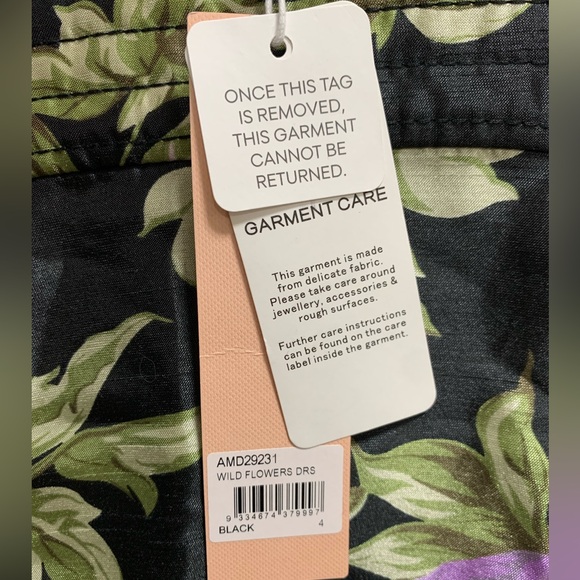 ONCE THIS TAG
IS REMOVED,
THIS GARMENT
CANNOT BE
RETURNED.
GARMENT CARE
This garment is made
from delicate fabric.
Please take care around
jewellery, accessories &
rough surfaces.
Further care instructions
can be found on the care
label inside the garment.
AMD29231
WILD FLOWERS DRS
9 334674 379997
BLACK 4